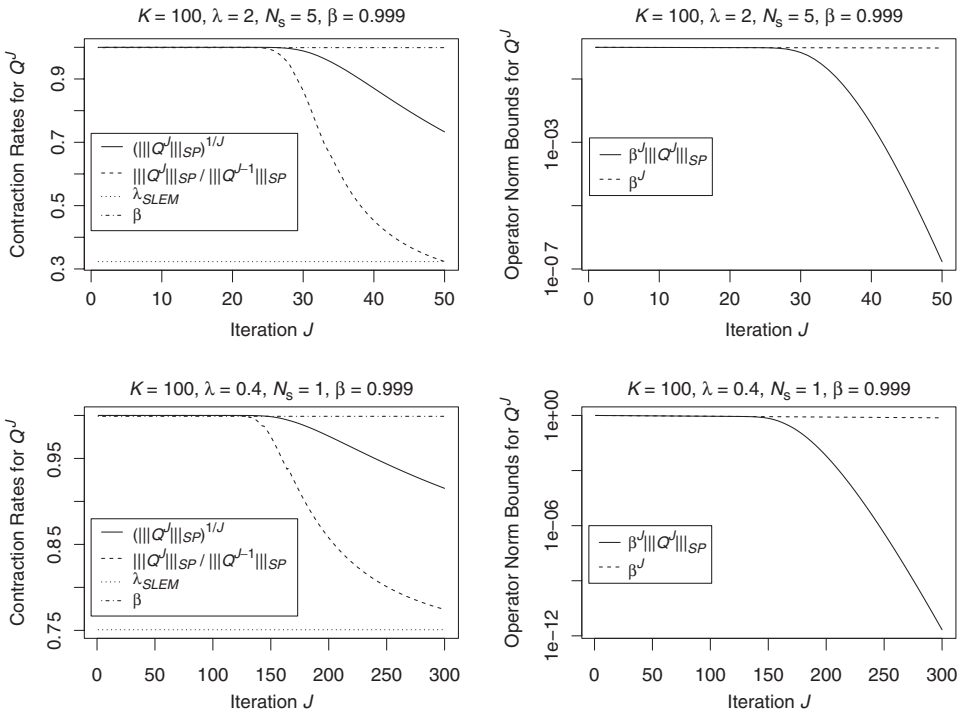 K = 100, λ = 2, Nₛ = 5, β = 0.999
Contraction Rates for Q^J
0.9
0.7
0.5
0.3
(|||Q^J|||_SP)^1/J
|||Q^J|||_SP / |||Q^J−1|||_SP
λ_SLEM
β
0 10 20 30 40 50
Iteration J
K = 100, λ = 2, Nₛ = 5, β = 0.999
Operator Norm Bounds for Q^J
1e−03
1e−07
β^J|||Q^J|||_SP
β^J
0 10 20 30 40 50
Iteration J
K = 100, λ = 0.4, Nₛ = 1, β = 0.999
Contraction Rates for Q^J
0.95
0.85
0.75
(|||Q^J|||_SP)^1/J
|||Q^J|||_SP / |||Q^J−1|||_SP
λ_SLEM
β
0 50 100 150 200 250 300
Iteration J
K = 100, λ = 0.4, Nₛ = 1, β = 0.999
Operator Norm Bounds for Q^J
1e+00
1e−06
1e−12
β^J|||Q^J|||_SP
β^J
0 50 100 150 200 250 300
Iteration J